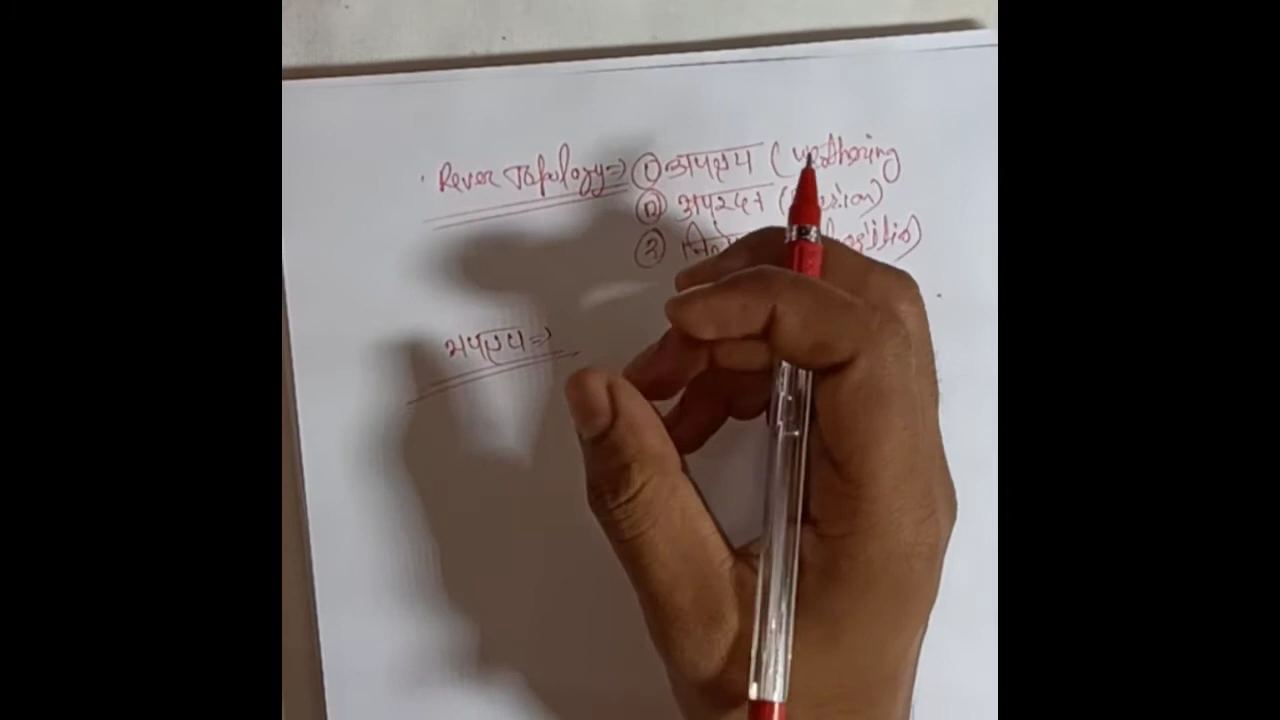 Rever Topology => ① अपक्षय (Weathering
② अपरदन
③
अपक्षय =>